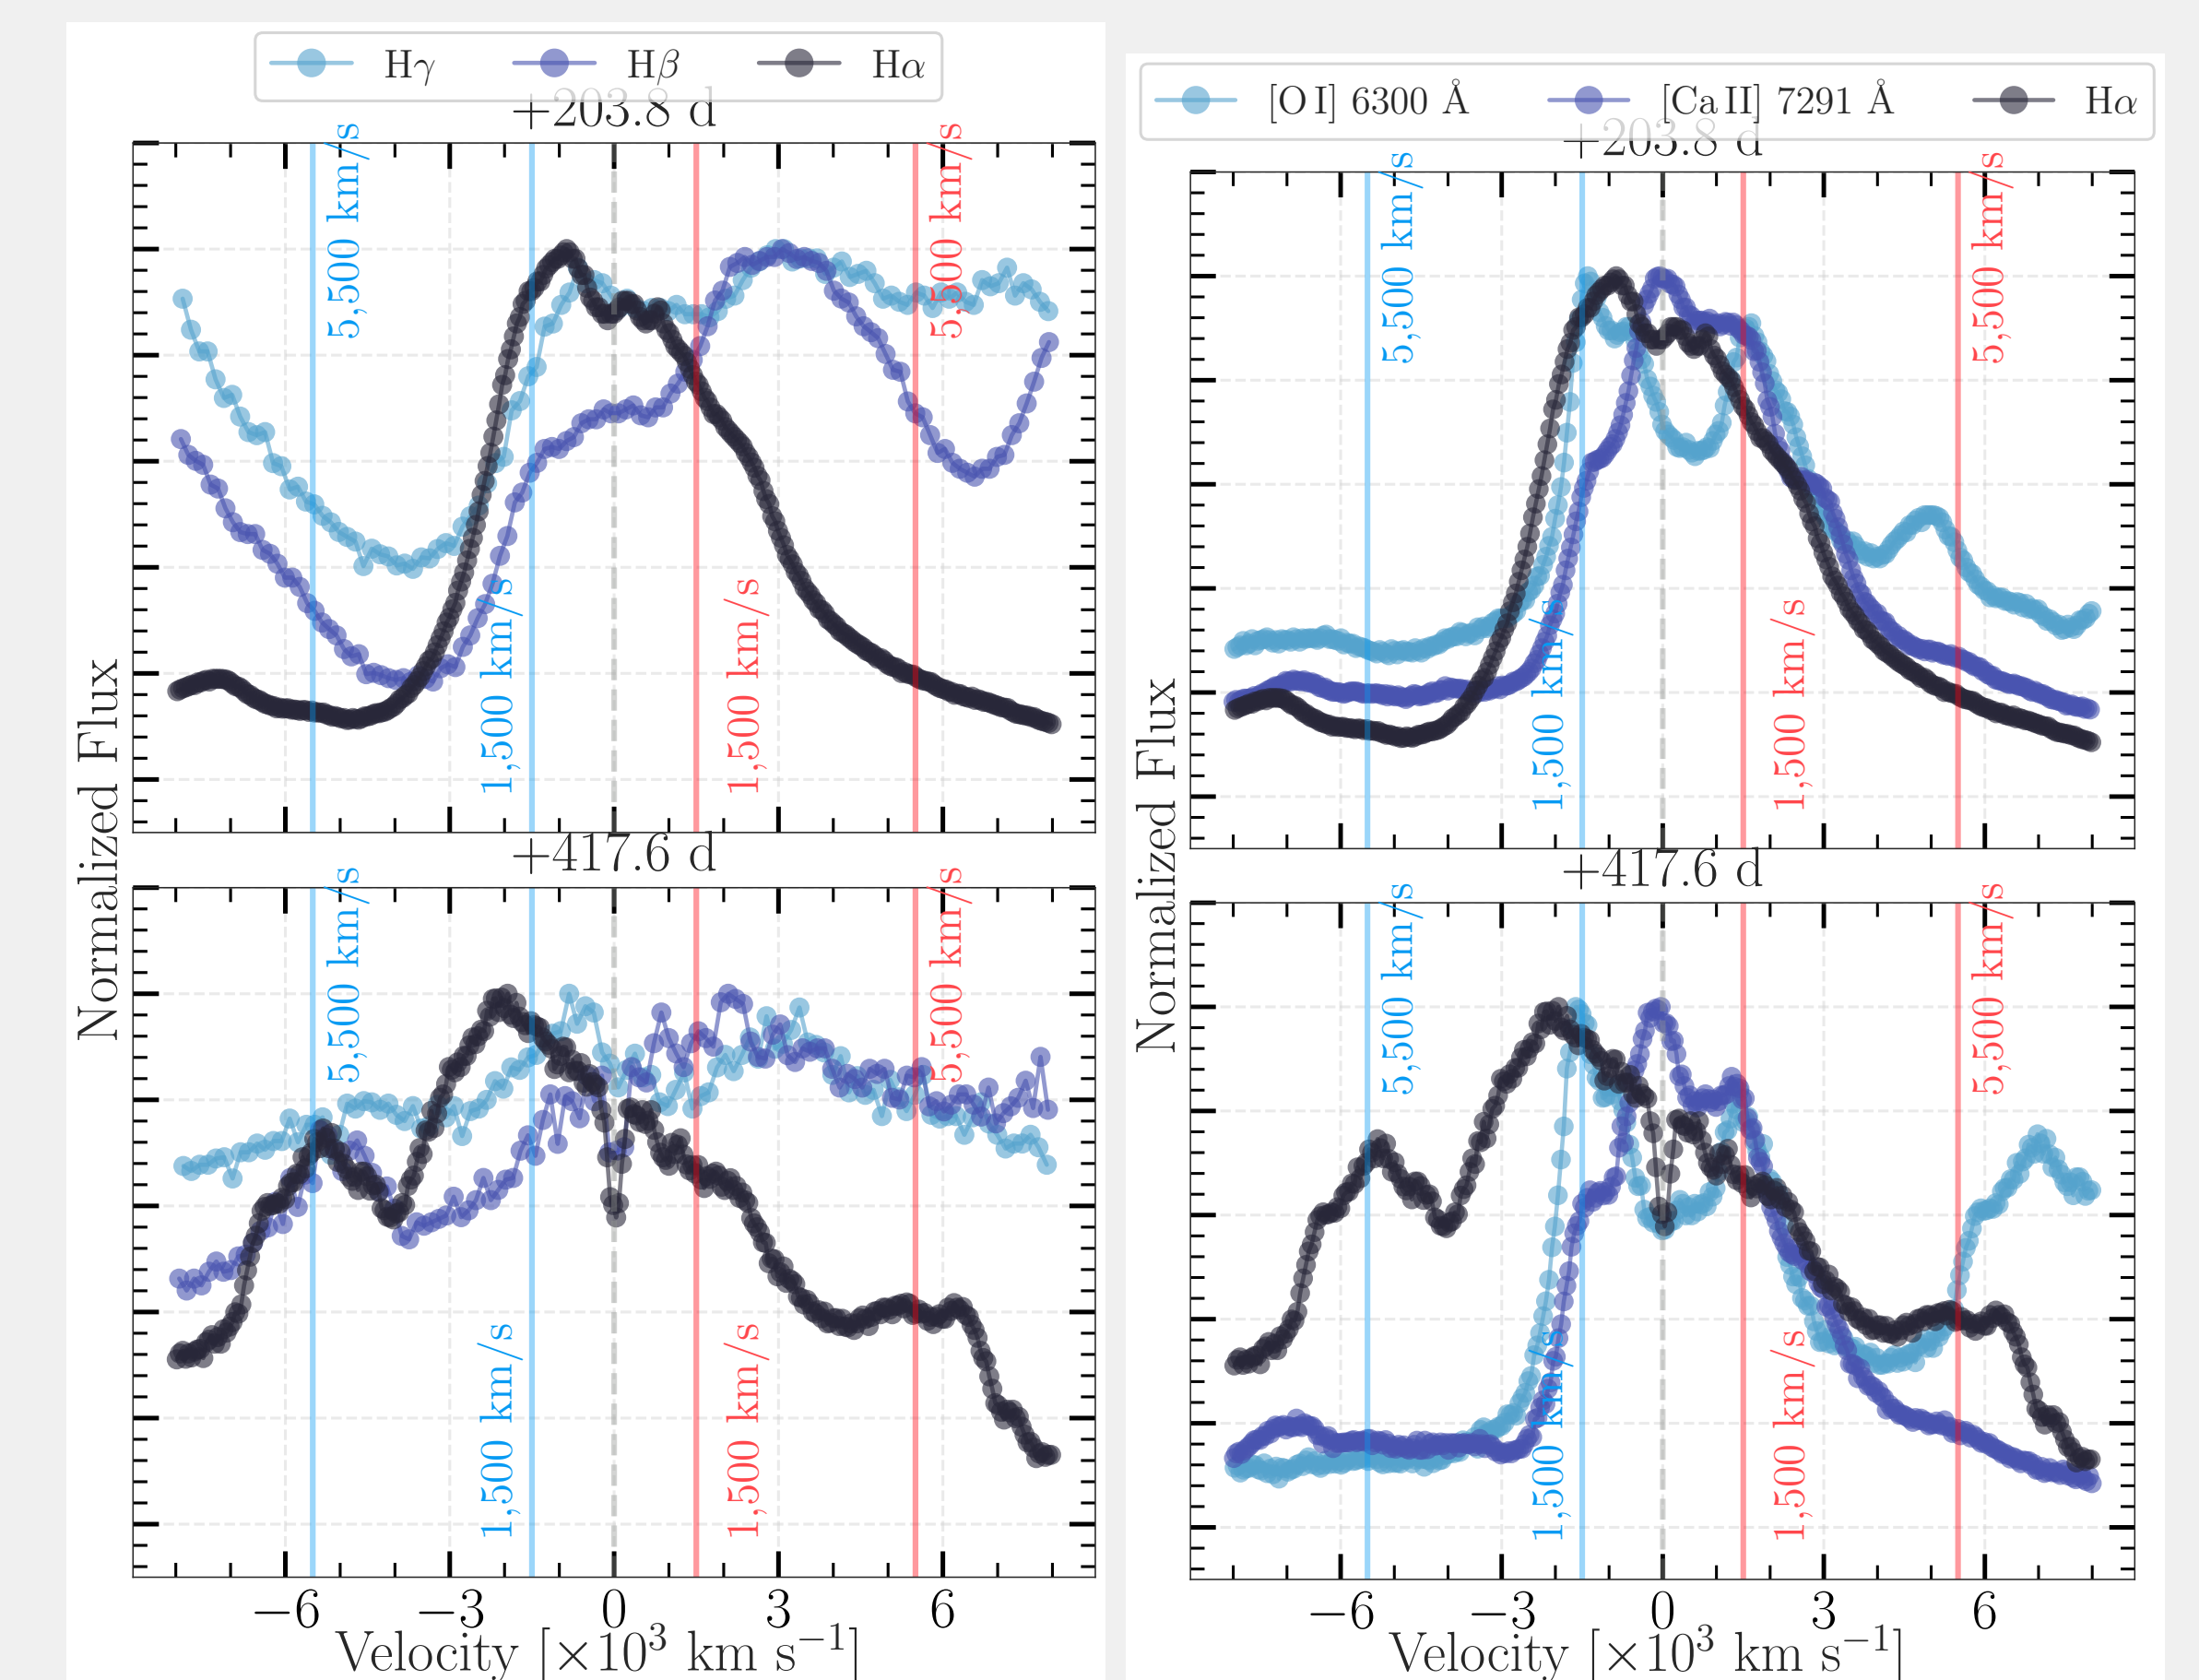 Hγ Hβ Hα
+203.8 d
5,500 km/s
5,500 km/s
1,500 km/s
1,500 km/s
+417.6 d
5,500 km/s
5,500 km/s
1,500 km/s
1,500 km/s
Normalized Flux
−6 −3 0 3 6
Velocity [×10³ km s⁻¹]
[O I] 6300 Å [Ca II] 7291 Å Hα
+203.8 d
5,500 km/s
5,500 km/s
1,500 km/s
1,500 km/s
+417.6 d
5,500 km/s
5,500 km/s
1,500 km/s
1,500 km/s
Normalized Flux
−6 −3 0 3 6
Velocity [×10³ km s⁻¹]